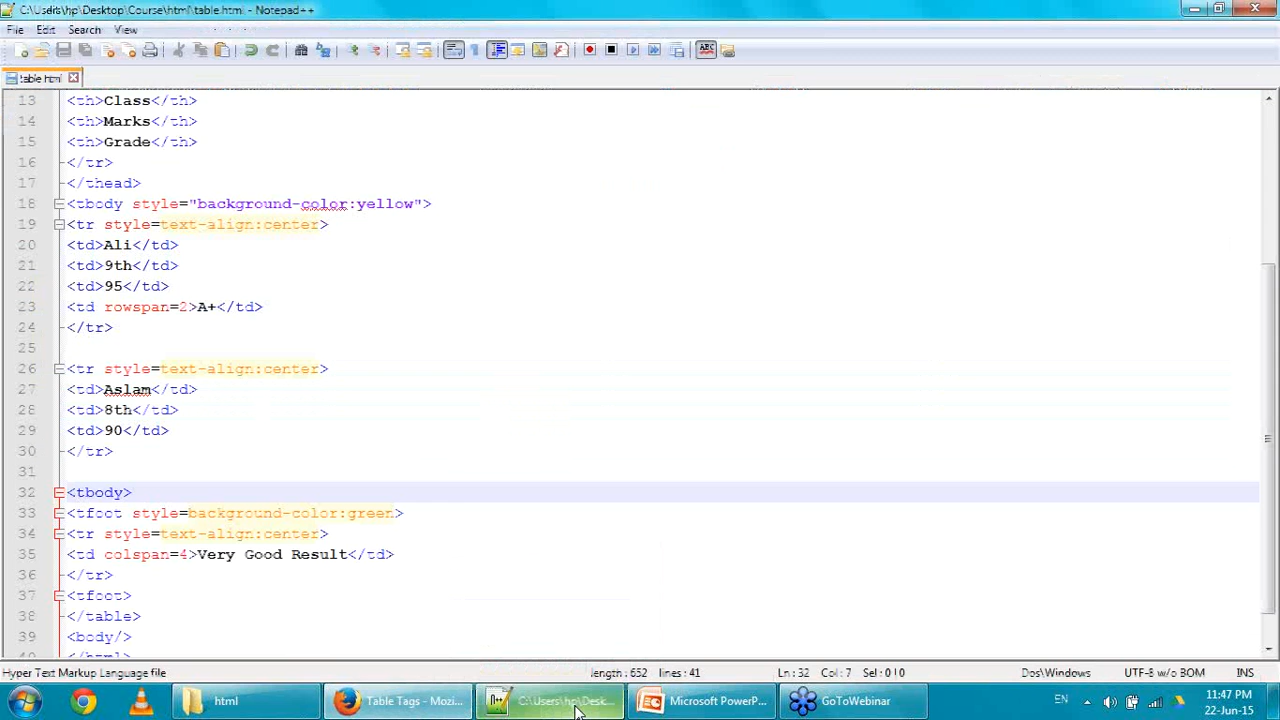 C:\Users\hp\Desktop\Course\html\table.html - Notepad++
File Edit Search View
table.html
13 <th>Class</th>
14 <th>Marks</th>
15 <th>Grade</th>
16 </tr>
17 </thead>
18 <tbody style="background-color:yellow">
19 <tr style=text-align:center>
20 <td>Ali</td>
21 <td>9th</td>
22 <td>95</td>
23 <td rowspan=2>A+</td>
24 </tr>
25
26 <tr style=text-align:center>
27 <td>Aslam</td>
28 <td>8th</td>
29 <td>90</td>
30 </tr>
31
32 <tbody>
33 <tfoot style=background-color:green>
34 <tr style=text-align:center>
35 <td colspan=4>Very Good Result</td>
36 </tr>
37 <tfoot>
38 </table>
39 <body/>
40 </html>
Hyper Text Markup Language file length : 652 lines : 41 Ln : 32 Col : 7 Sel : 0 | 0 Dos\Windows UTF-8 w/o BOM INS
html Table Tags - Mozi... C:\Users\hp\Desk... Microsoft PowerP... GoToWebinar EN 11:47 PM
22-Jun-15